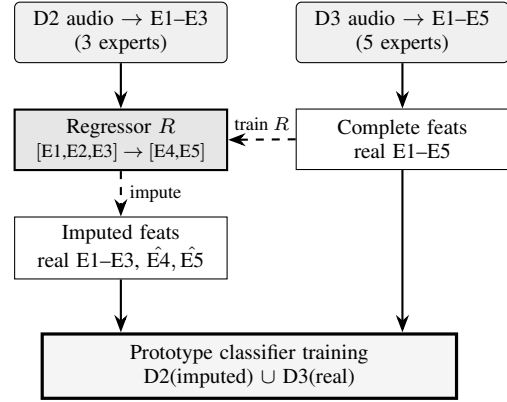 D2 audio → E1–E3
(3 experts)
D3 audio → E1–E5
(5 experts)
Regressor R
[E1,E2,E3] → [E4,E5]
train R
Complete feats
real E1–E5
impute
Imputed feats
real E1–E3, Ê4, Ê5
Prototype classifier training
D2(imputed) ∪ D3(real)